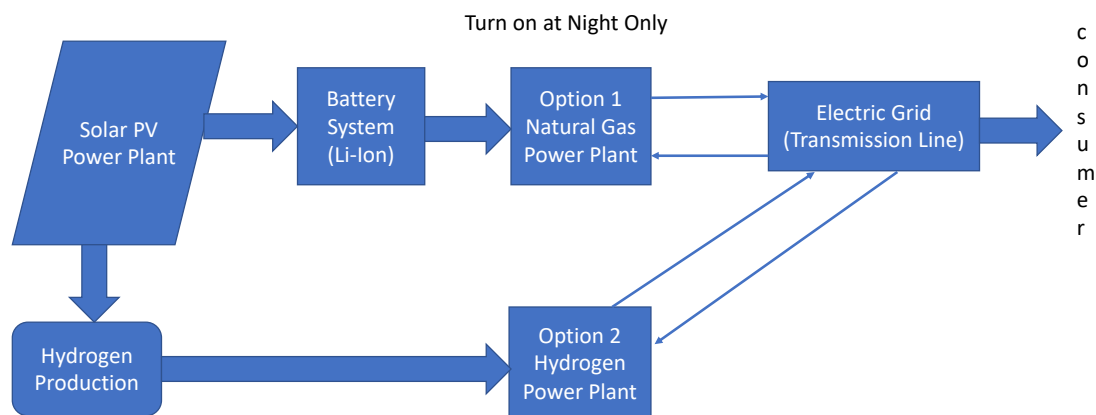 Turn on at Night Only
Solar PV
Power Plant
Battery
System
(Li-Ion)
Option 1
Natural Gas
Power Plant
Electric Grid
(Transmission Line)
c
o
n
s
u
m
e
r
Hydrogen
Production
Option 2
Hydrogen
Power Plant